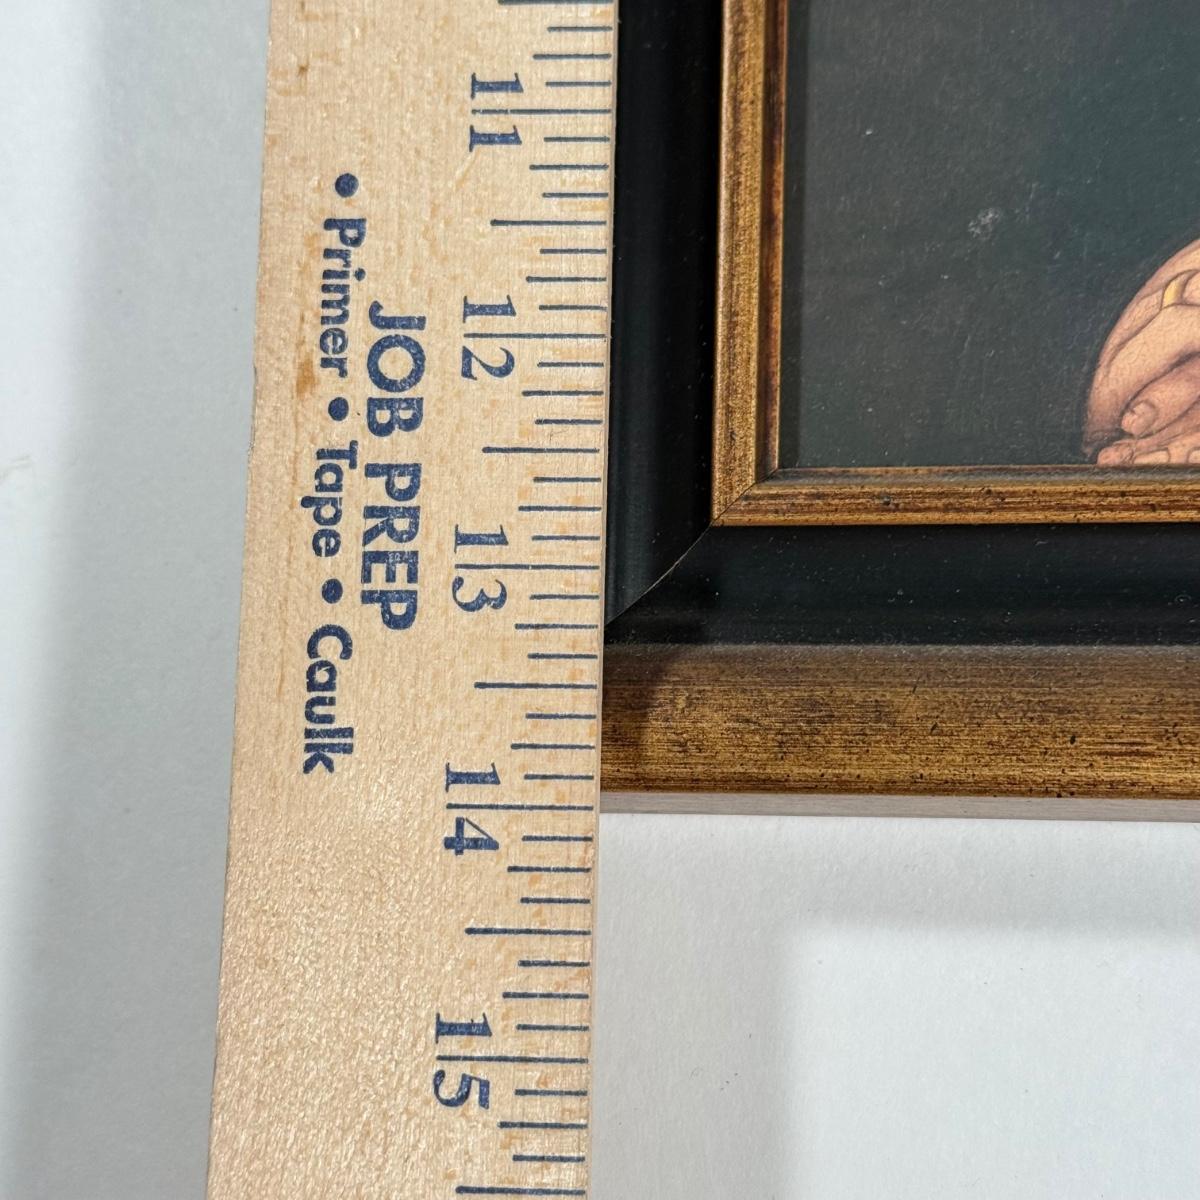 11
12
13
14
15
JOB PREP
• Primer • Tape • Caulk